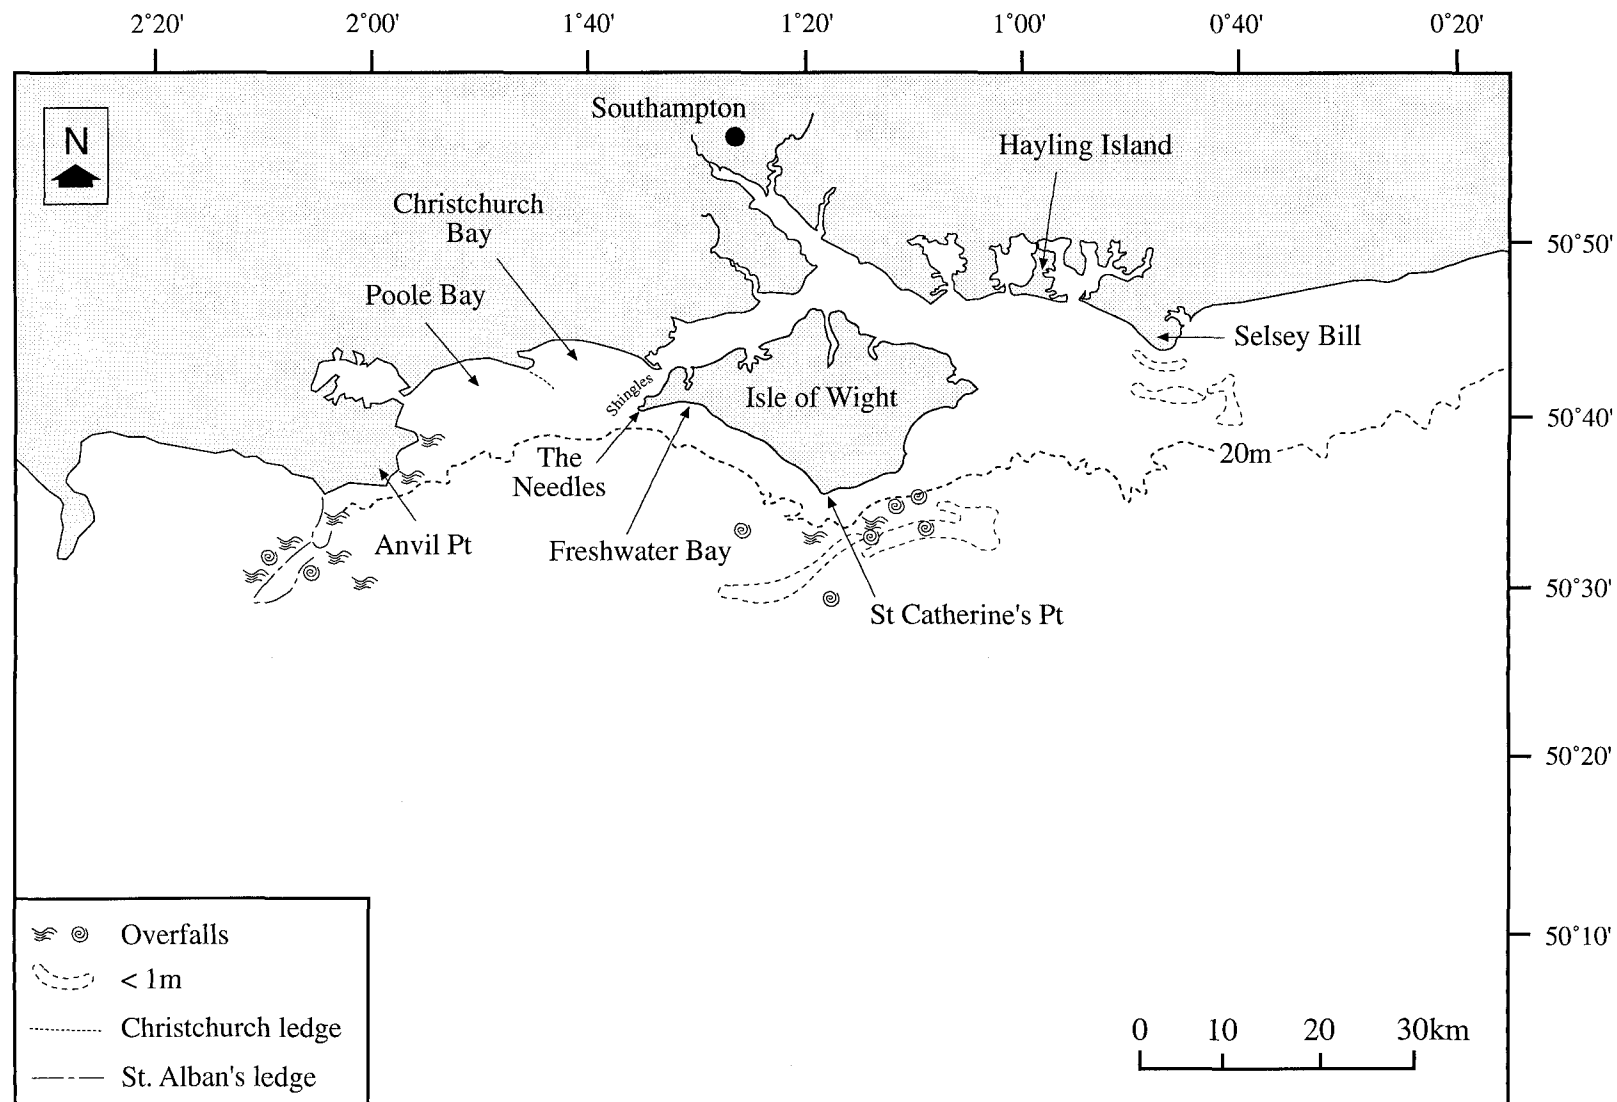 2°20'
2°00'
1°40'
1°20'
1°00'
0°40'
0°20'
N
Southampton
Hayling Island
Christchurch
Bay
Poole Bay
50°50'
Selsey Bill
Shingles
Isle of Wight
50°40'
20m
The
Needles
Anvil Pt
Freshwater Bay
St Catherine's Pt
50°30'
50°20'
50°10'
Overfalls
< 1m
Christchurch ledge
St. Alban's ledge
0 10 20 30km